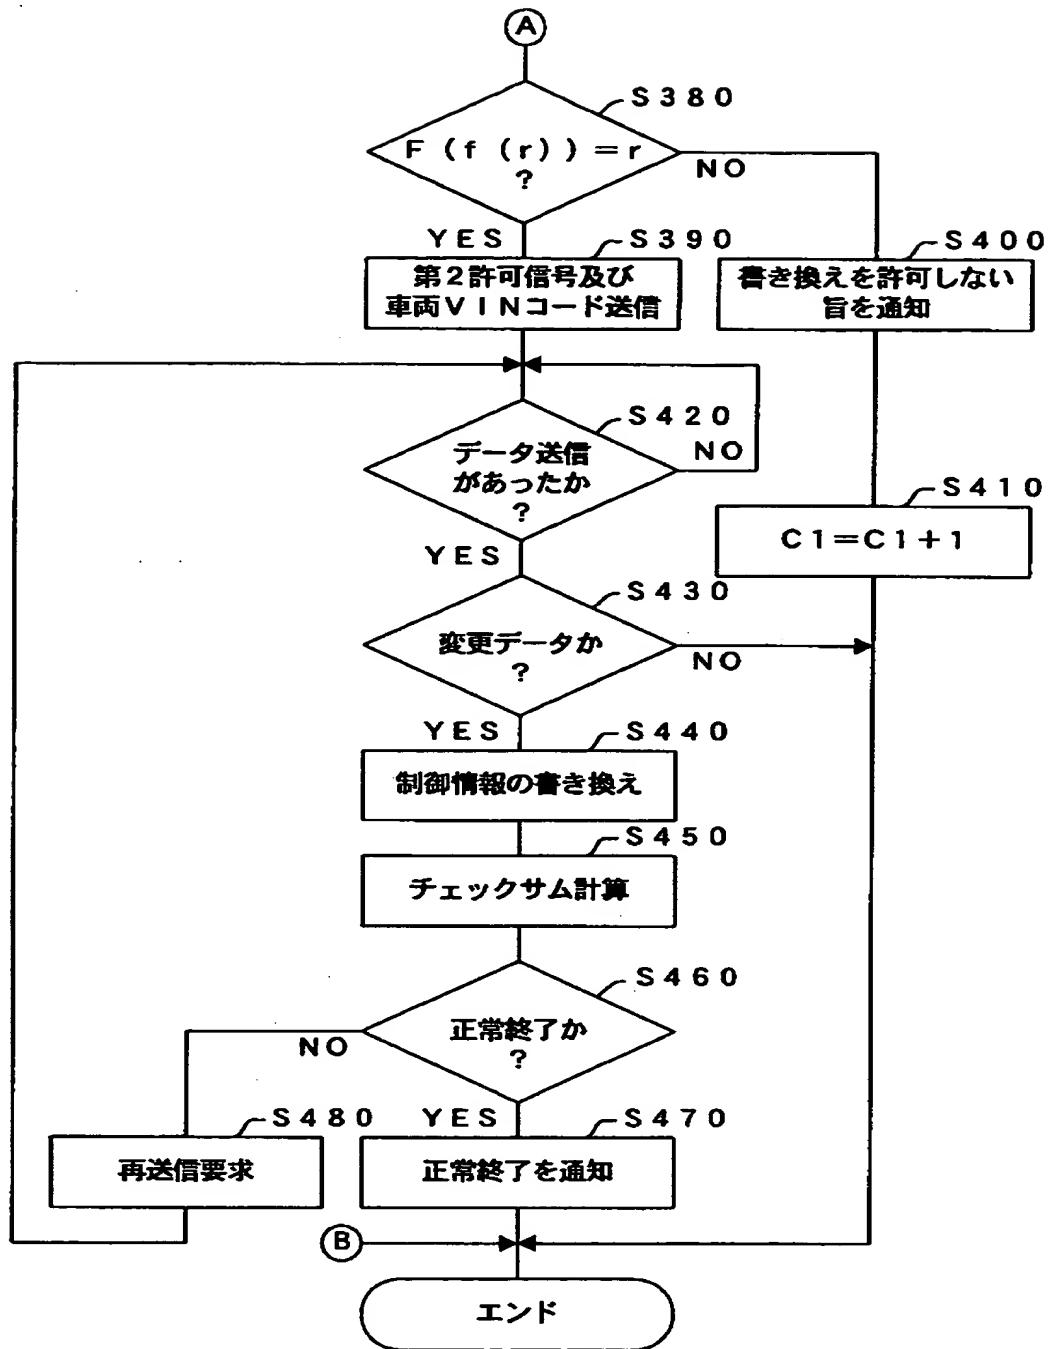 A
S380
F(f(r))=r
?
NO
YES
S390
S400
第2許可信号及び
車両VINコード送信
書き換えを許可しない
旨を通知
S420
データ送信
があったか
?
NO
S410
C1=C1+1
YES
S430
変更データか
?
NO
YES
S440
制御情報の書き換え
S450
チェックサム計算
S460
正常終了か
?
NO
S480
YES
S470
再送信要求
正常終了を通知
B
エンド